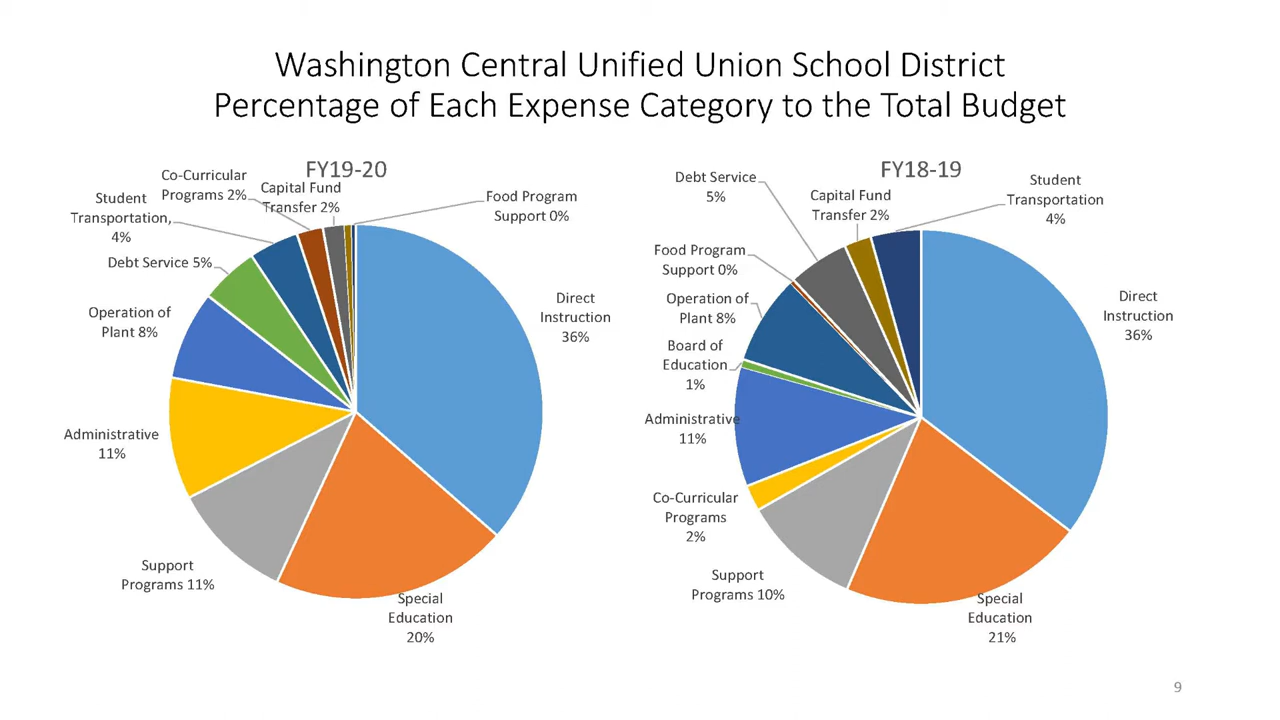 Washington Central Unified Union School District
Percentage of Each Expense Category to the Total Budget
FY19-20
Co-Curricular
Programs 2%
Capital Fund
Transfer 2%
Student
Transportation,
4%
Food Program
Support 0%
Debt Service 5%
Operation of
Plant 8%
Direct
Instruction
36%
Administrative
11%
Support
Programs 11%
Special
Education
20%
FY18-19
Debt Service
5%
Capital Fund
Transfer 2%
Student
Transportation
4%
Food Program
Support 0%
Operation of
Plant 8%
Direct
Instruction
36%
Board of
Education
1%
Administrative
11%
Co-Curricular
Programs
2%
Support
Programs 10%
Special
Education
21%
9